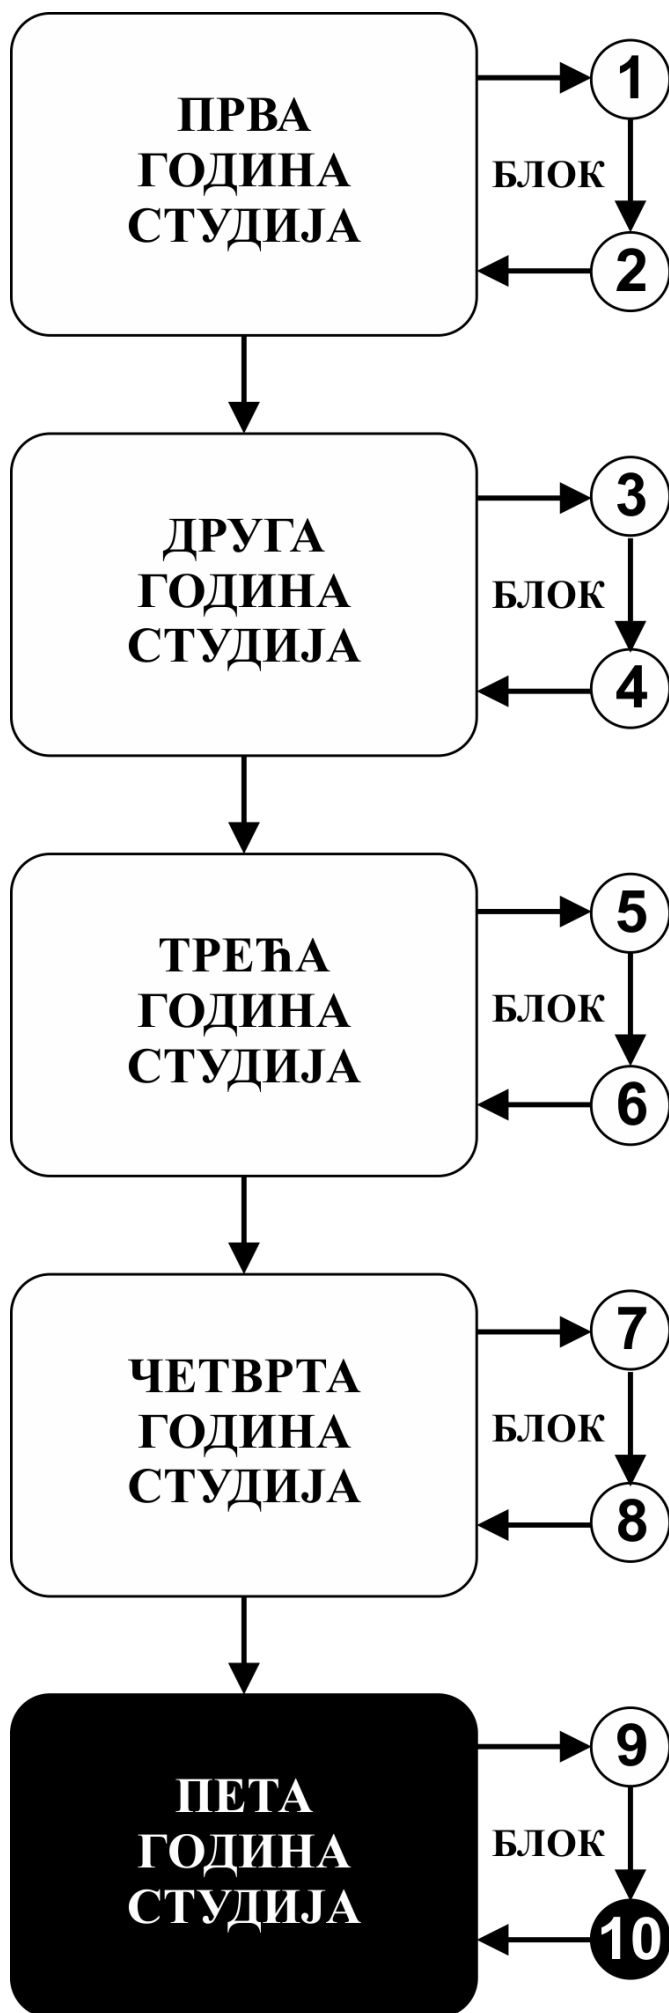 ПРВА
ГОДИНА
СТУДИЈА
1
БЛОК
2
ДРУГА
ГОДИНА
СТУДИЈА
3
БЛОК
4
ТРЕЋА
ГОДИНА
СТУДИЈА
5
БЛОК
6
ЧЕТВРТА
ГОДИНА
СТУДИЈА
7
БЛОК
8
ПЕТА
ГОДИНА
СТУДИЈА
9
БЛОК
10